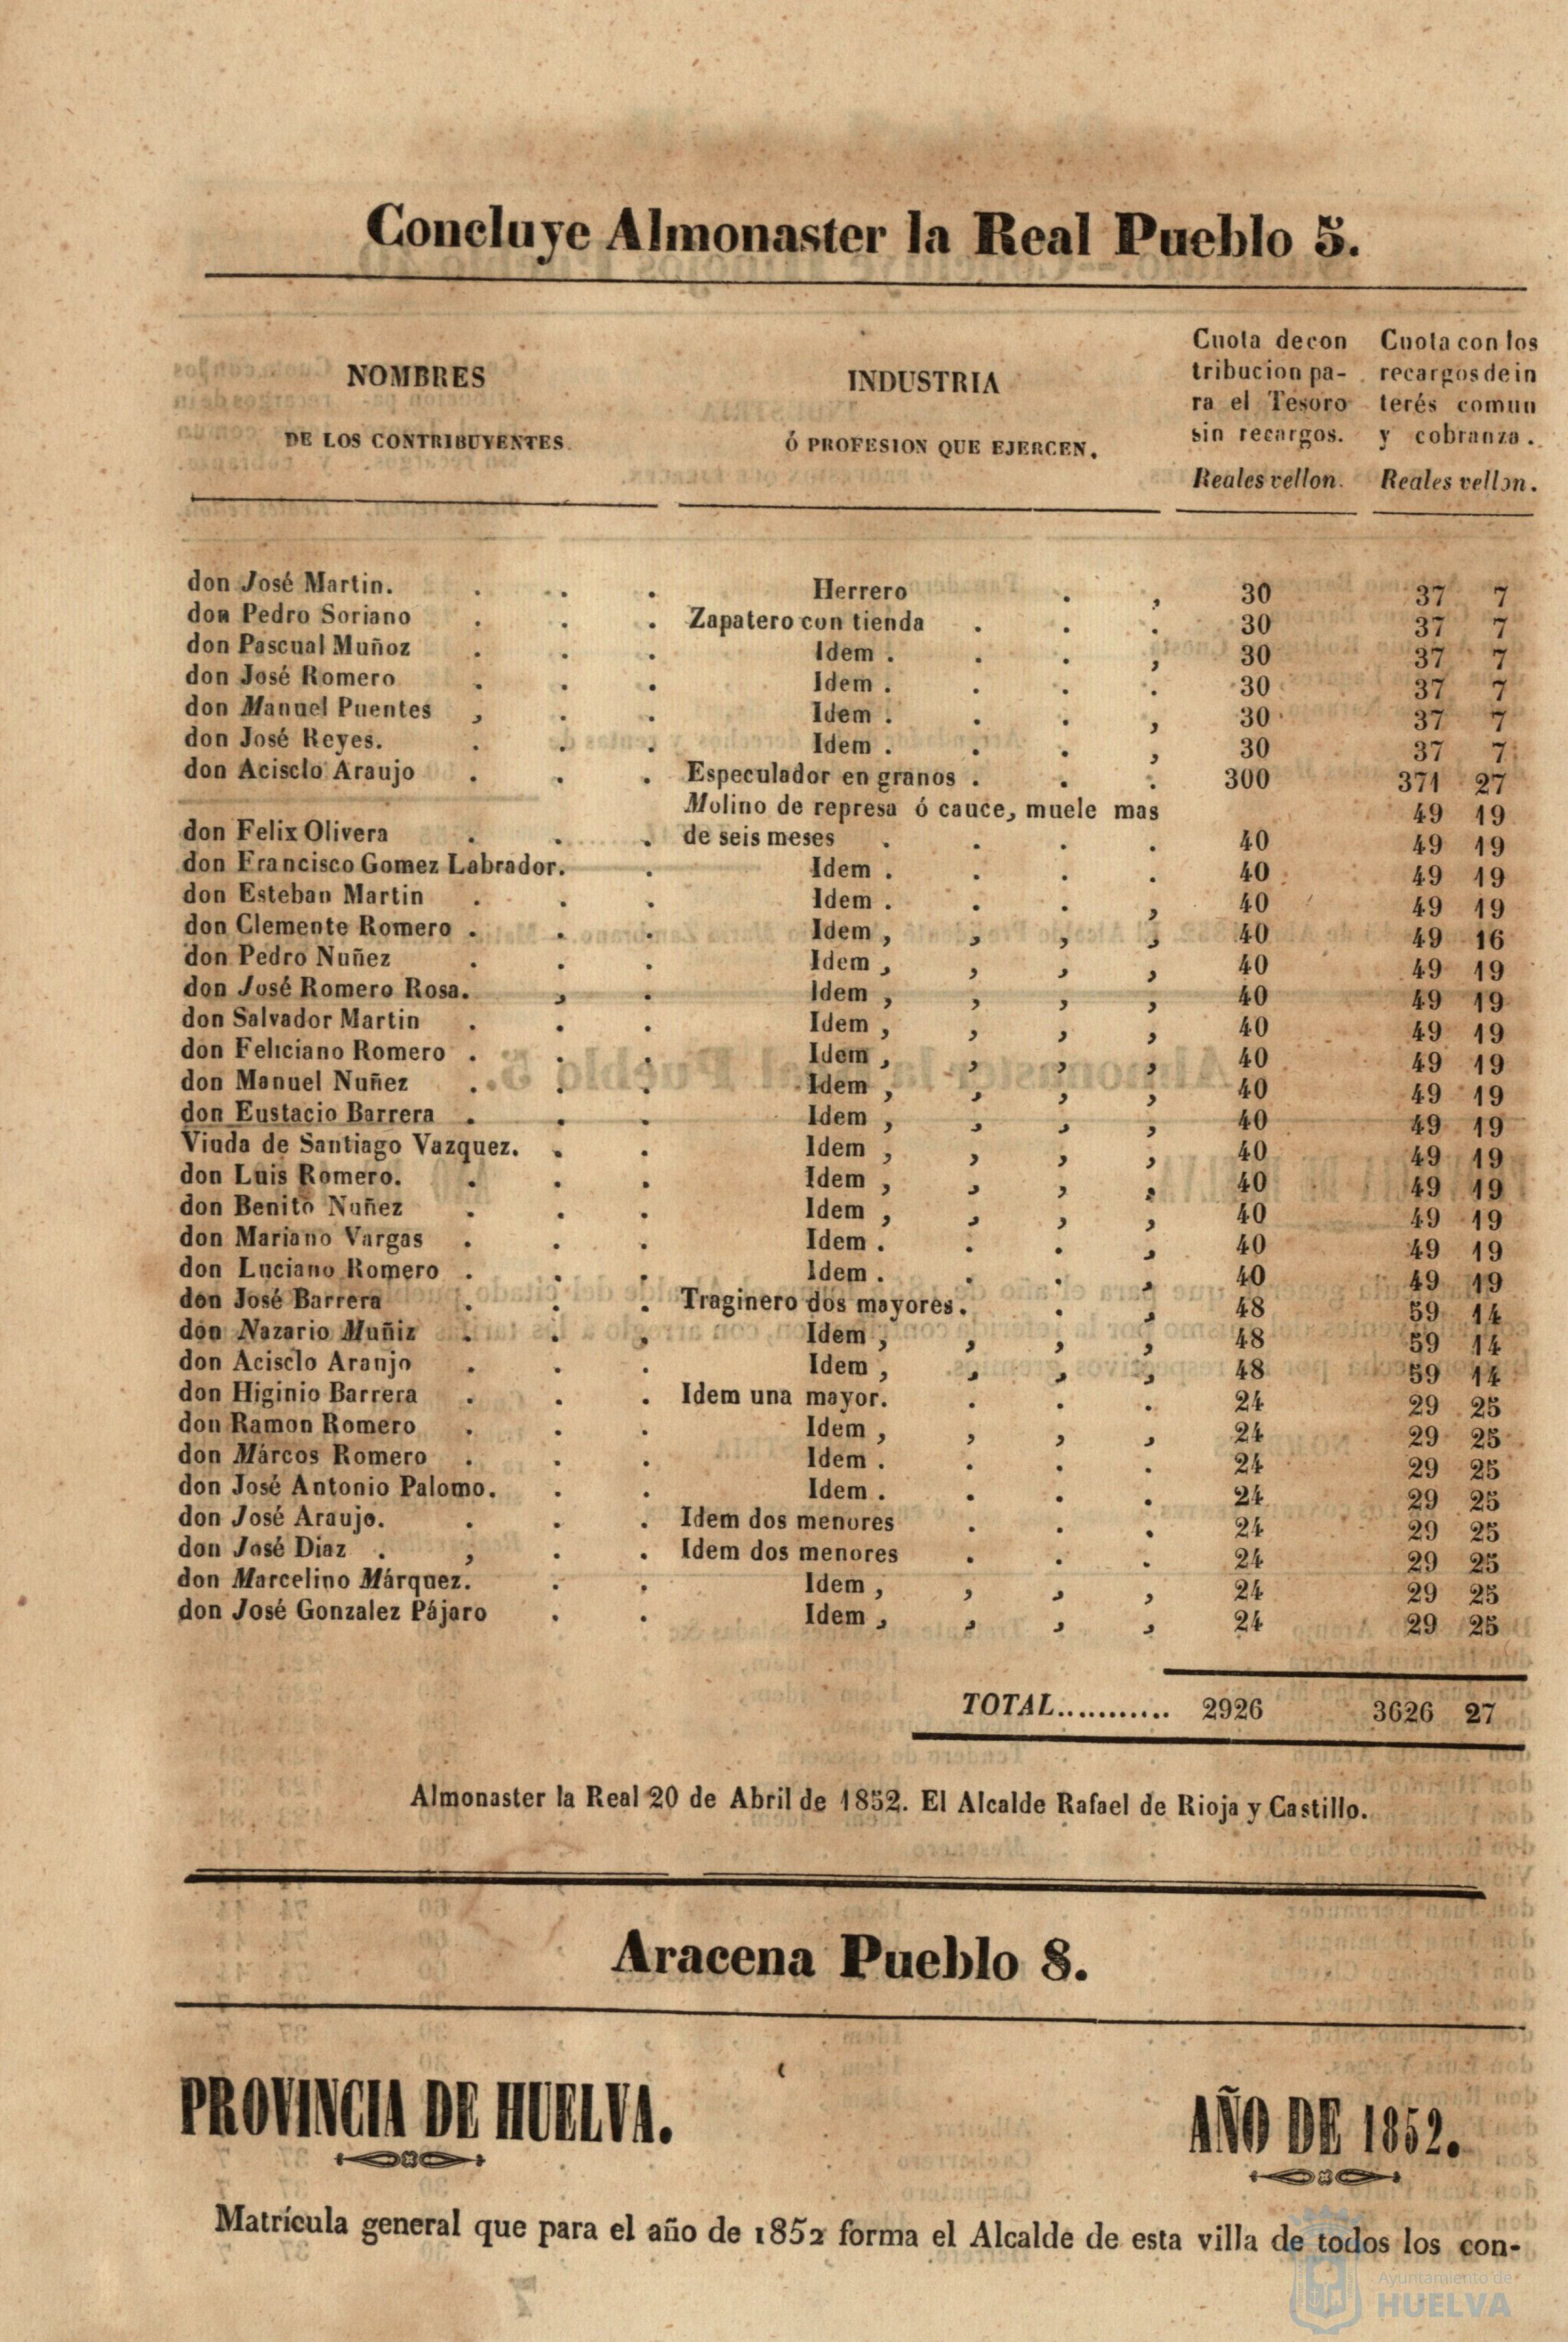 Concluye Almonaster la Real Pueblo 5.
NOMBRES
DE LOS CONTRIBUYENTES.
INDUSTRIA
Ó PROFESION QUE EJERCEN.
Cuota decon
tribucion pa-
ra el Tesoro
sin recargos.
Reales vellon.
Cuota con los
recargos de in
terés comun
y cobranza.
Reales vellon.
don José Martin. . . . Herrero . , 30 37 7
don Pedro Soriano . . . Zapatero con tienda . . . 30 37 7
don Pascual Muñoz . . . Idem . . . , 30 37 7
don José Romero . . . Idem . . . . 30 37 7
don Manuel Puentes , . . Idem . . . , 30 37 7
don José Reyes. . . . Idem . . . , 30 37 7
don Acisclo Araujo . . . Especulador en granos . . . 300 371 27
Molino de represa ó cauce, muele mas 49 19
don Felix Olivera . . . de seis meses . . . . 40 49 19
don Francisco Gomez Labrador. . Idem . . . . 40 49 19
don Esteban Martin . . . Idem . . . , 40 49 19
don Clemente Romero . . . Idem , , , , 40 49 16
don Pedro Nuñez . . . Idem , , , , 40 49 19
don José Romero Rosa. , . Idem , , , , 40 49 19
don Salvador Martin . . . Idem , , , , 40 49 19
don Feliciano Romero . . . Idem , , , , 40 49 19
don Manuel Nuñez . . . Idem , , , , 40 49 19
don Eustacio Barrera . . . Idem , , , , 40 49 19
Viuda de Santiago Vazquez. . . Idem , , , , 40 49 19
don Luis Romero. . . . Idem , , , , 40 49 19
don Benito Nuñez . . . Idem , , , , 40 49 19
don Mariano Vargas . . . Idem . . . , 40 49 19
don Luciano Romero . . . Idem . . . , 40 49 19
don José Barrera . . . Traginero dos mayores. . , 48 59 14
don Nazario Muñiz . . . Idem , , , , 48 59 14
don Acisclo Aranjo . . . Idem , , , , 48 59 14
don Higinio Barrera . . . Idem una mayor. . . . 24 29 25
don Ramon Romero . . . Idem , , , , 24 29 25
don Márcos Romero . . . Idem . . . . 24 29 25
don José Antonio Palomo. . . Idem . . . . 24 29 25
don José Araujo. . . . Idem dos menores . . . 24 29 25
don José Diaz . , . . Idem dos menores . . . 24 29 25
don Marcelino Márquez. . , Idem , , , , 24 29 25
don José Gonzalez Pájaro . . Idem , , , , 24 29 25
TOTAL........... 2926 3626 27
Almonaster la Real 20 de Abril de 1852. El Alcalde Rafael de Rioja y Castillo.
Aracena Pueblo 8.
PROVINCIA DE HUELVA.
AÑO DE 1852.
Matrícula general que para el año de 1852 forma el Alcalde de esta villa de todos los con-
Ayuntamiento de
HUELVA